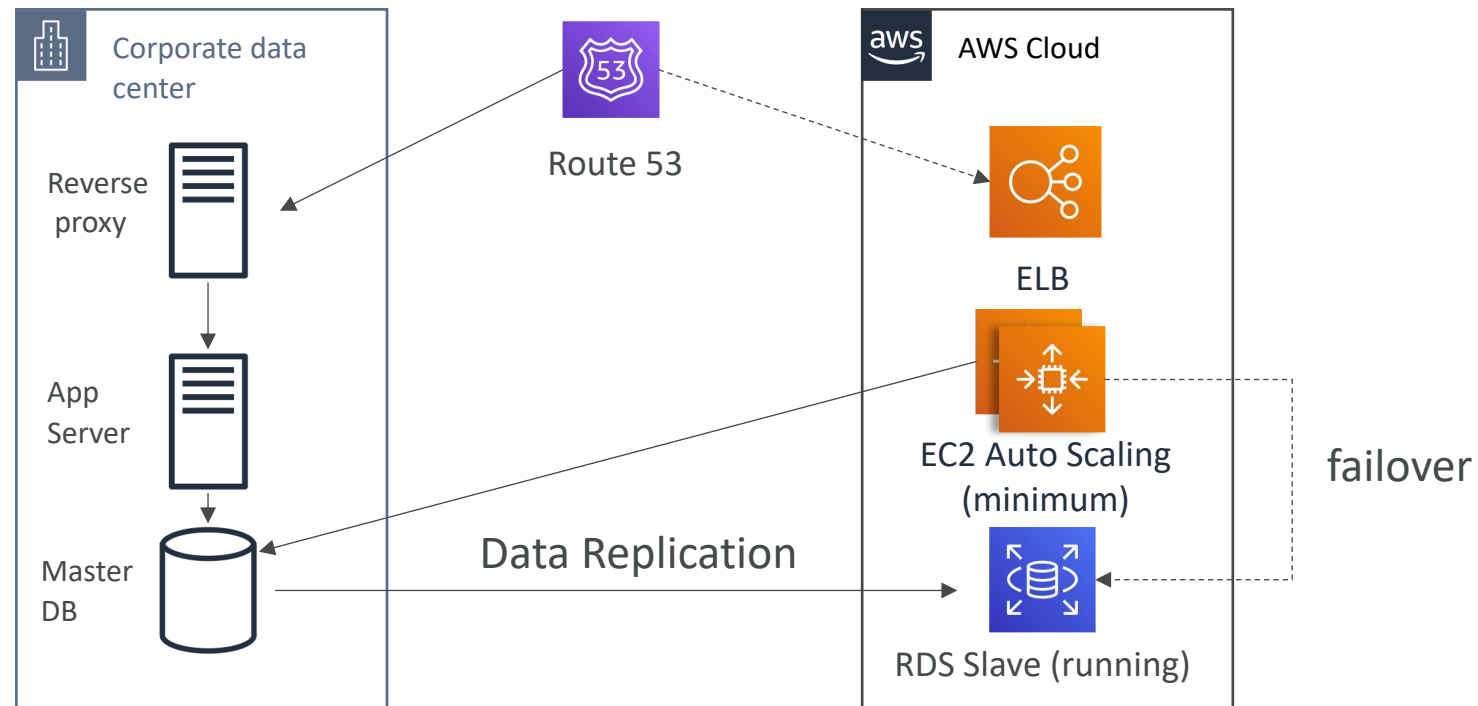 Corporate data
center
53
Route 53
aws
AWS Cloud
Reverse
proxy
ELB
App
Server
EC2 Auto Scaling
(minimum)
failover
Data Replication
Master
DB
RDS Slave (running)